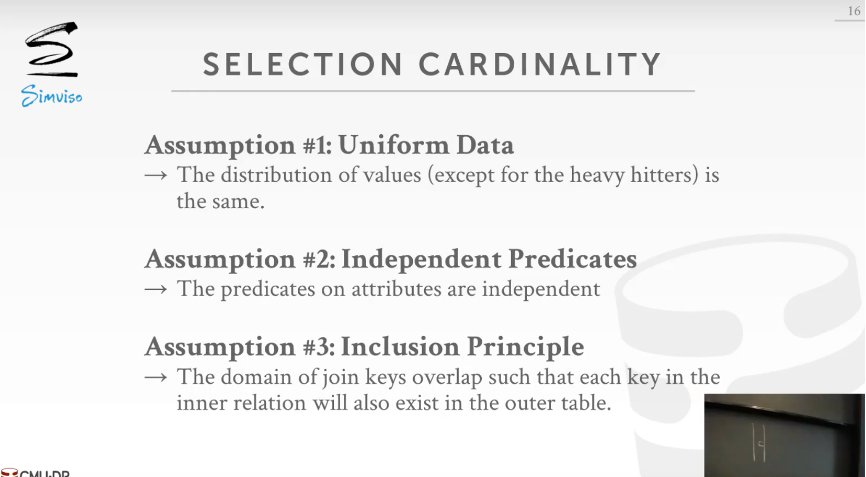 16
Simviso
SELECTION CARDINALITY
Assumption #1: Uniform Data
→ The distribution of values (except for the heavy hitters) is
the same.
Assumption #2: Independent Predicates
→ The predicates on attributes are independent
Assumption #3: Inclusion Principle
→ The domain of join keys overlap such that each key in the
inner relation will also exist in the outer table.
CMU·DB